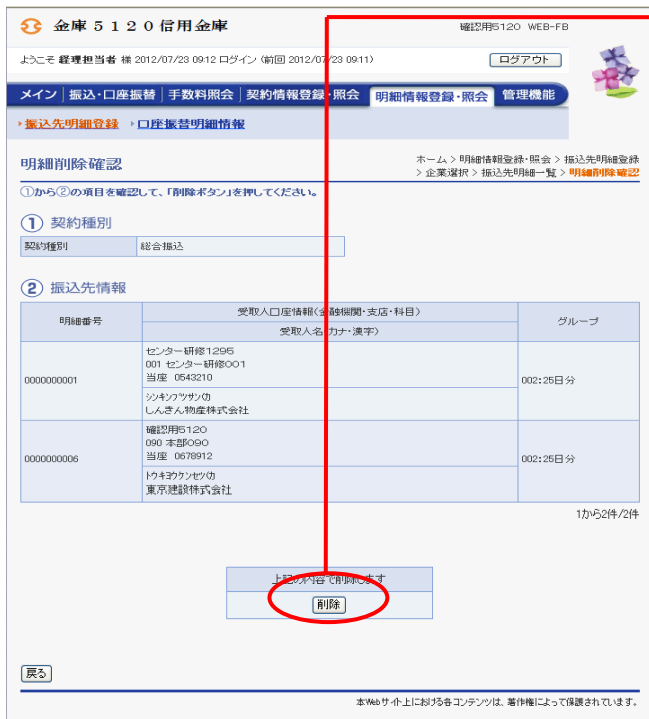 金庫5120信用金庫
確認用5120 WEB-FB
ようこそ 経理担当者 様 2012/07/23 09:12 ログイン (前回 2012/07/23 09:11)
ログアウト
メイン 振込・口座振替 手数料照会 契約情報登録・照会 明細情報登録・照会 管理機能
振込先明細登録 口座振替明細情報
明細削除確認
ホーム > 明細情報登録・照会 > 振込先明細登録
> 企業選択 > 振込先明細一覧 > 明細削除確認
①から②の項目を確認して、「削除ボタン」を押してください。
① 契約種別
契約種別 総合振込
② 振込先情報
明細番号
受取人口座情報(金融機関・支店・科目)
受取人名(カナ・漢字)
グループ
0000000001
センター研修1295
001 センター研修〇〇1
当座 0543210
シンキンブツサン(カ
しんきん物産株式会社
002:25日分
0000000006
確認用5120
090 本部090
当座 0678912
トウキヨウケンセツ(カ
東京建設株式会社
002:25日分
1から2件/2件
上記の内容で削除します
削除
戻る
本Webサイト上における各コンテンツは、著作権によって保護されています。